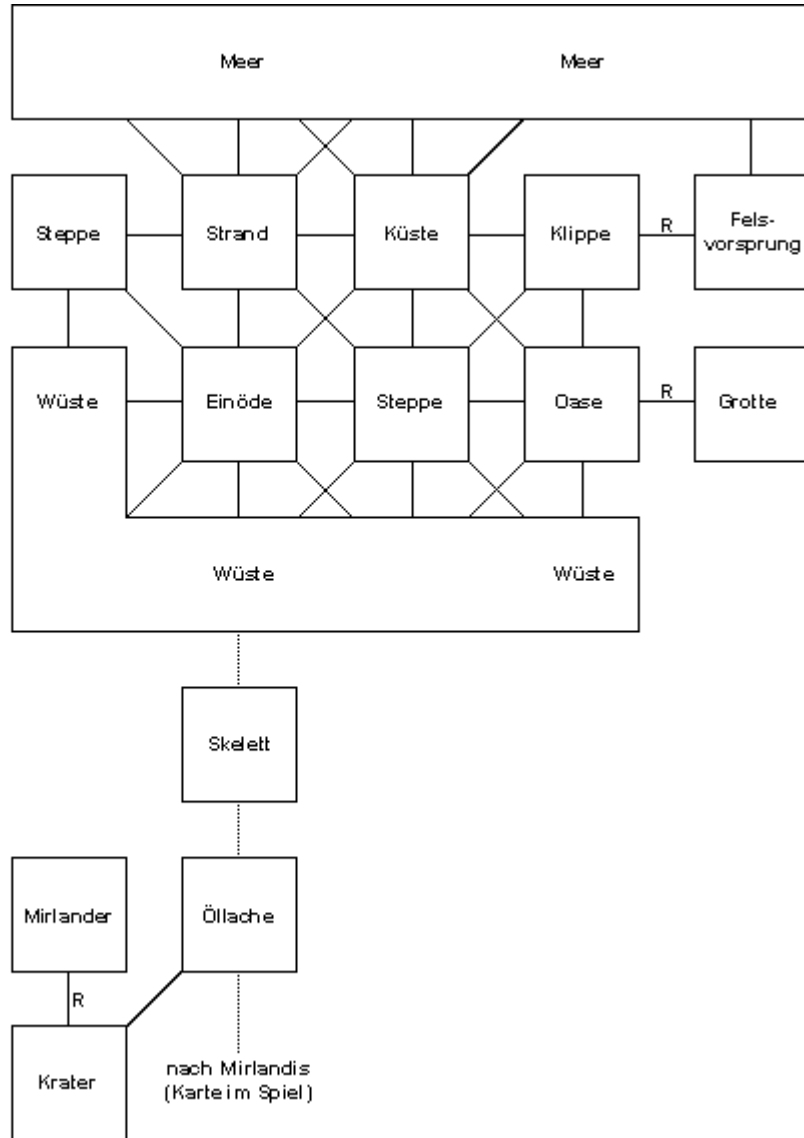 Meer Meer
Steppe Strand Küste Klippe R Fels-
vorsprung
Wüste Einöde Steppe Oase R Grotte
Wüste Wüste
Skelett
Mirlander Öllache
R
Krater
nach Mirlandis
(Karte im Spiel)